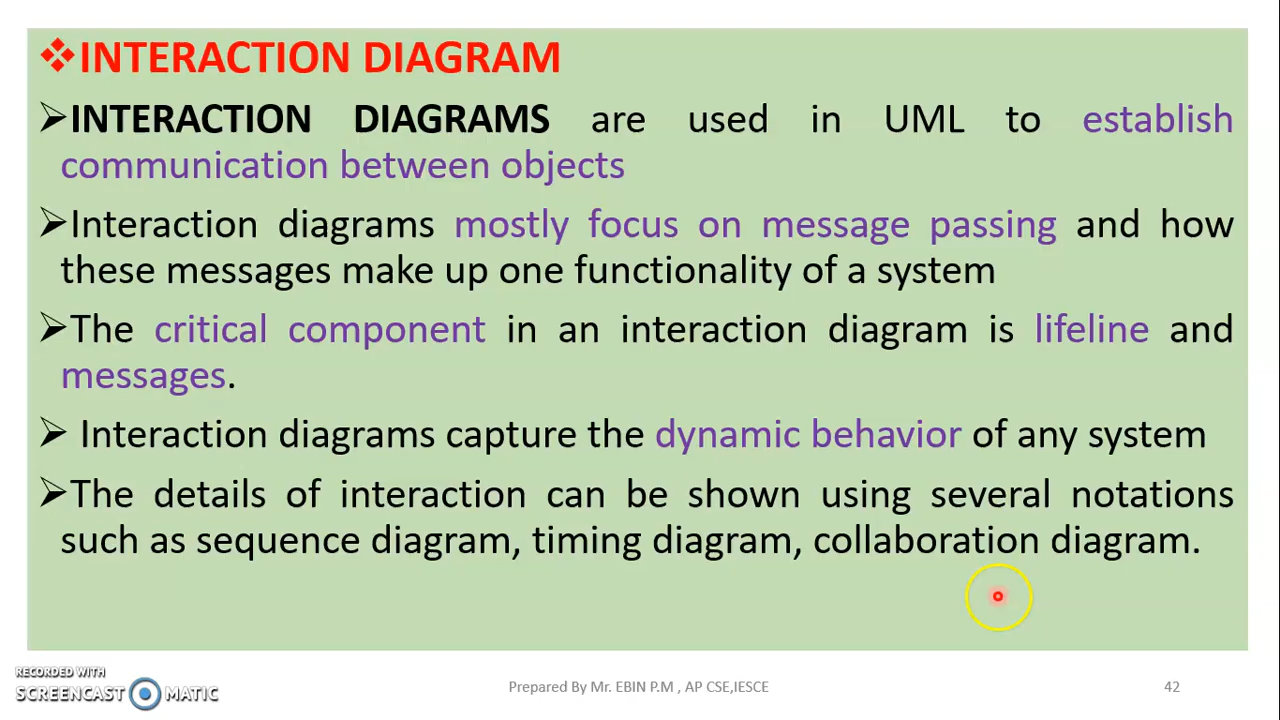 ❖INTERACTION DIAGRAM
➢INTERACTION DIAGRAMS are used in UML to establish
communication between objects
➢Interaction diagrams mostly focus on message passing and how
these messages make up one functionality of a system
➢The critical component in an interaction diagram is lifeline and
messages.
➢ Interaction diagrams capture the dynamic behavior of any system
➢The details of interaction can be shown using several notations
such as sequence diagram, timing diagram, collaboration diagram.
RECORDED WITH
SCREENCAST MATIC
Prepared By Mr. EBIN P.M , AP CSE,IESCE
42